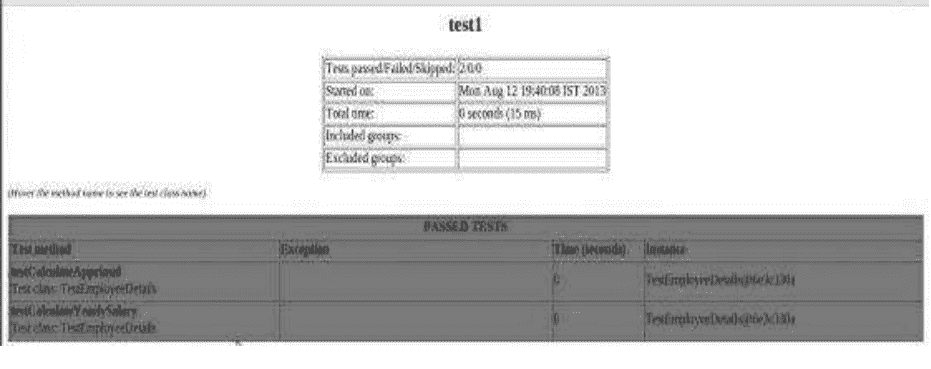 test1
Tests passed/Failed/Skipped: 2/0/0
Started on: Mon Aug 12 19:40:08 IST 2013
Total time: 0 seconds (15 ms)
Included groups:
Excluded groups:
(Hover the method name to see the test class name)
PASSED TESTS
Test method Exception Time (seconds) Instance
testCalculateAppriasal
Test class: TestEmployeeDetails 0
testCalculateYearlySalary
Test class: TestEmployeeDetails 0